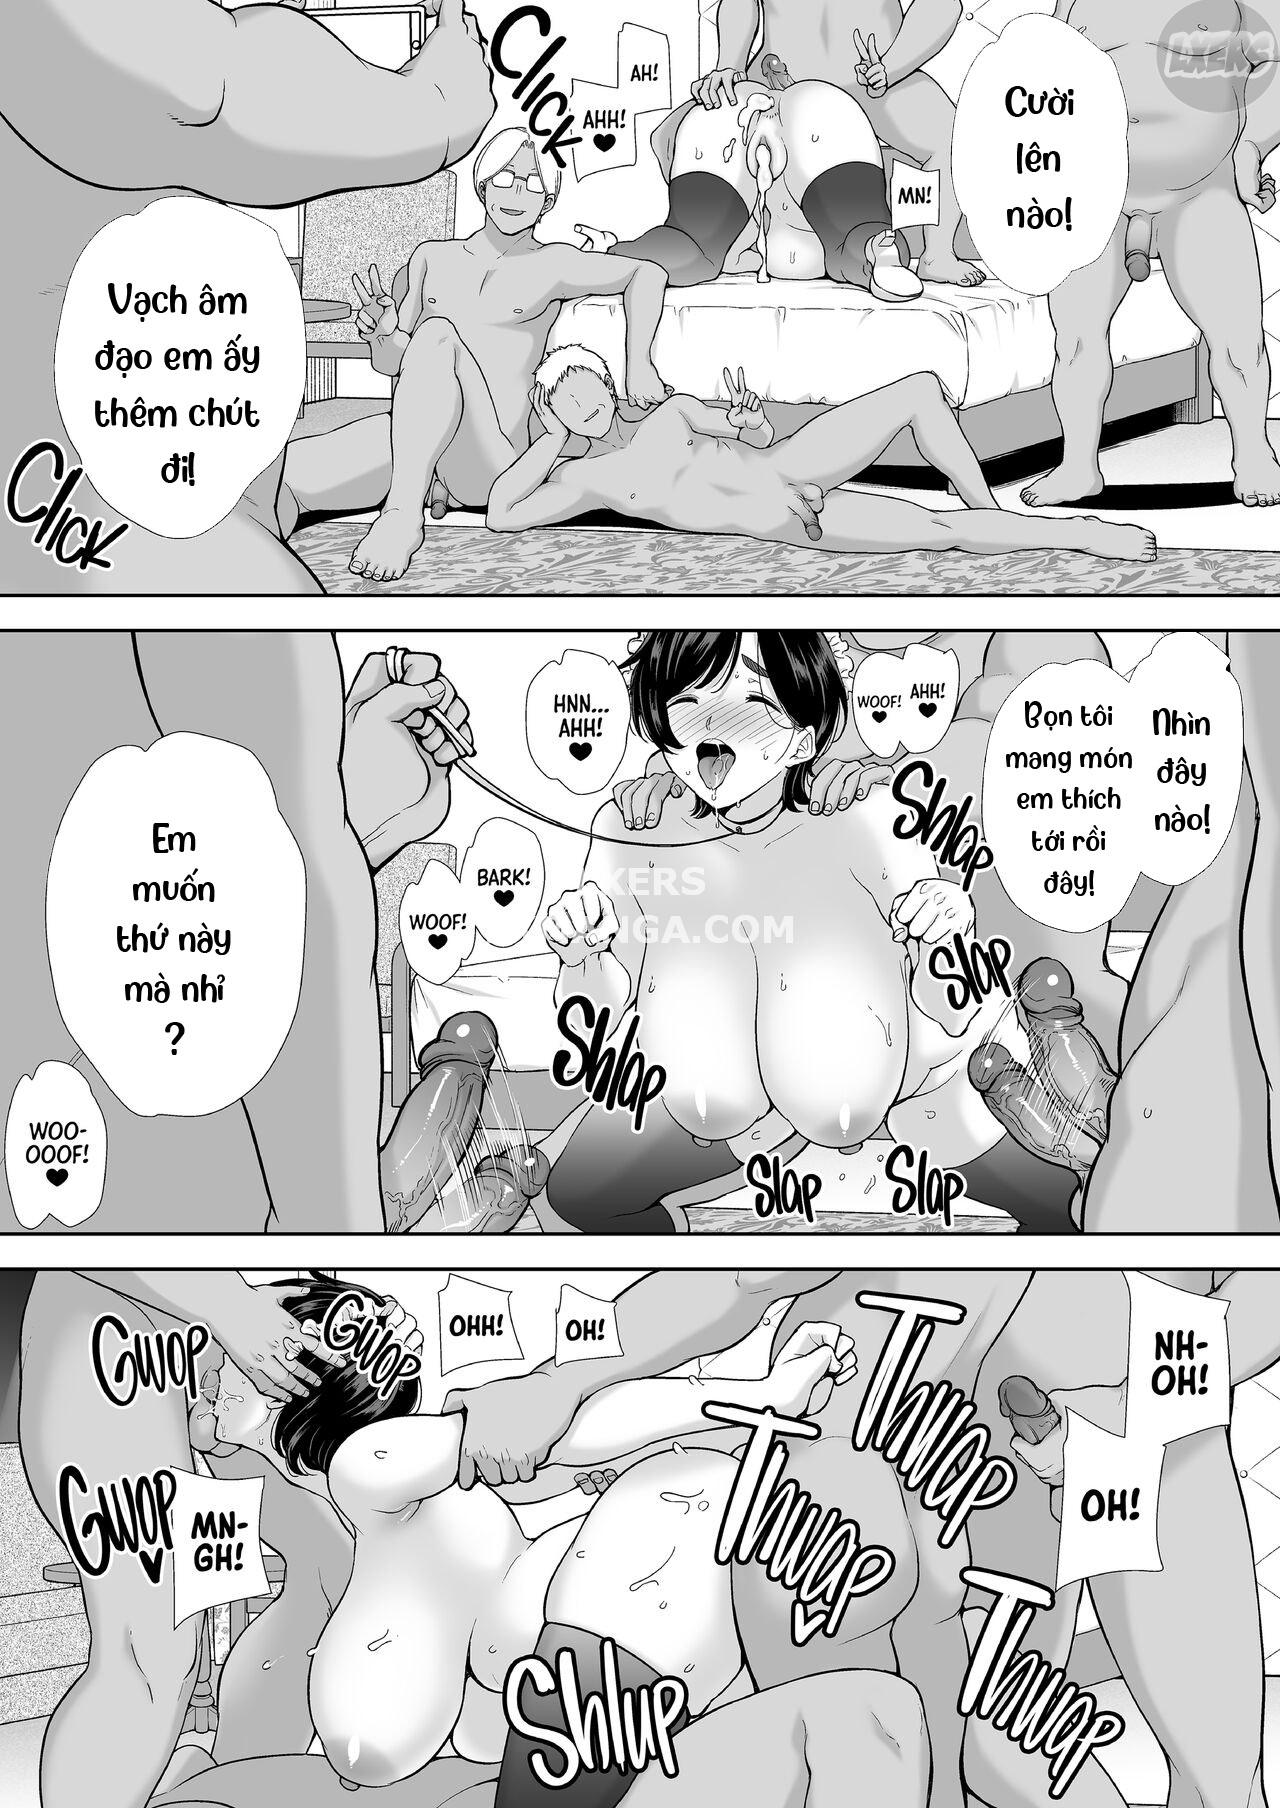 LXERS
CLICK
AH!
AHH! ♥
Cười
lên
nào!
MN!
Vạch âm
đạo em ấy
thêm chút
đi!
CLICK
HNN...
AHH!
♥
WOOF!
♥
AHH!
♥
Nhìn
đây
nào!
Bọn tôi
mang món
em thích
tới rồi
đây!
SHLAP
SLAP
BARK!
♥
WOOF!
♥
Em
muốn
thứ này
mà nhỉ
?
SHLAP
SLAP
SLAP
WOO-
OOOF!
♥
GWOP
GWOP
OHH!
OH!
THWAP
NH-
OH!
GWOP
MN-
GH!
THWAP
OH!
THWAP
SHLUP